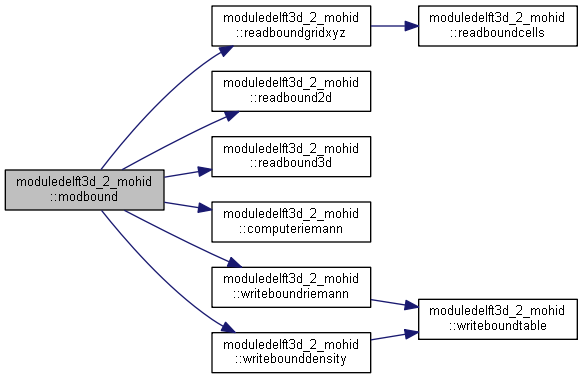 moduledelft3d_2_mohid
::readboundgridxyz
moduledelft3d_2_mohid
::readboundcells
moduledelft3d_2_mohid
::readbound2d
moduledelft3d_2_mohid
::readbound3d
moduledelft3d_2_mohid
::modbound
moduledelft3d_2_mohid
::computeriemann
moduledelft3d_2_mohid
::writeboundriemann
moduledelft3d_2_mohid
::writeboundtable
moduledelft3d_2_mohid
::writebounddensity